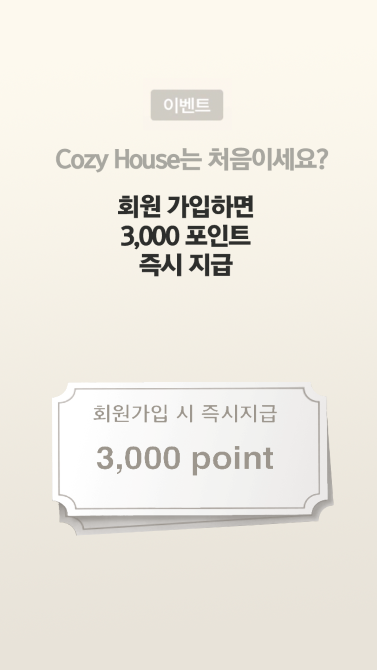 이벤트
Cozy House는 처음이세요?
회원 가입하면
3,000 포인트
즉시 지급
회원가입 시 즉시지급
3,000 point